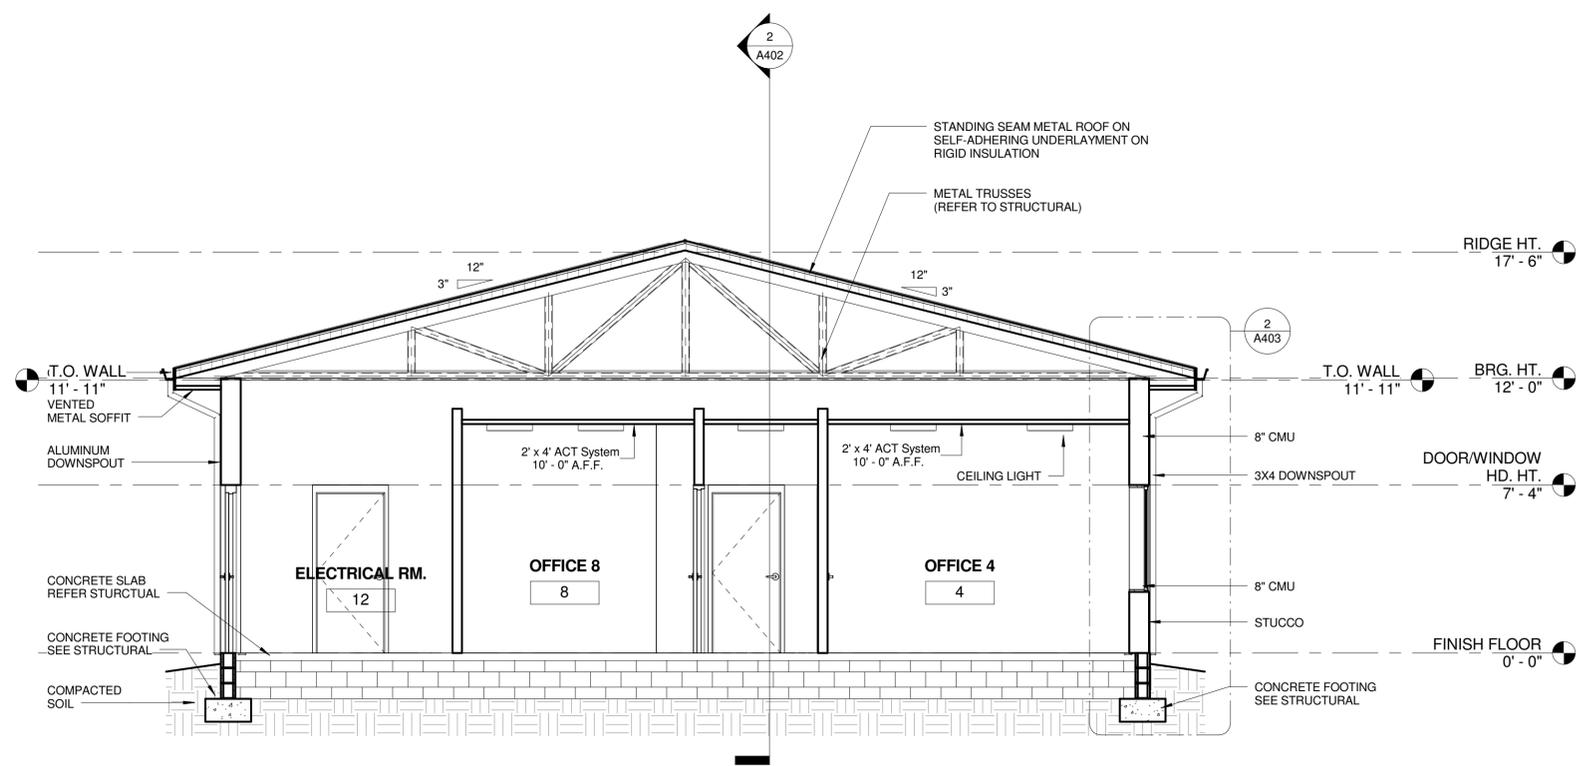 2
A402
STANDING SEAM METAL ROOF ON
SELF-ADHERING UNDERLAYMENT ON
RIGID INSULATION
METAL TRUSSES
(REFER TO STRUCTURAL)
RIDGE HT.
17' - 6"
12"
3"
12"
3"
2
A403
T.O. WALL
11' - 11"
VENTED
METAL SOFFIT
T.O. WALL
11' - 11"
BRG. HT.
12' - 0"
ALUMINUM
DOWNSPOUT
2' x 4' ACT System
10' - 0" A.F.F.
2' x 4' ACT System
10' - 0" A.F.F.
CEILING LIGHT
8" CMU
3X4 DOWNSPOUT
DOOR/WINDOW
HD. HT.
7' - 4"
ELECTRICAL RM.
12
OFFICE 8
8
OFFICE 4
4
CONCRETE SLAB
REFER STURCTUAL
8" CMU
STUCCO
CONCRETE FOOTING
SEE STRUCTURAL
FINISH FLOOR
0' - 0"
COMPACTED
SOIL
CONCRETE FOOTING
SEE STRUCTURAL